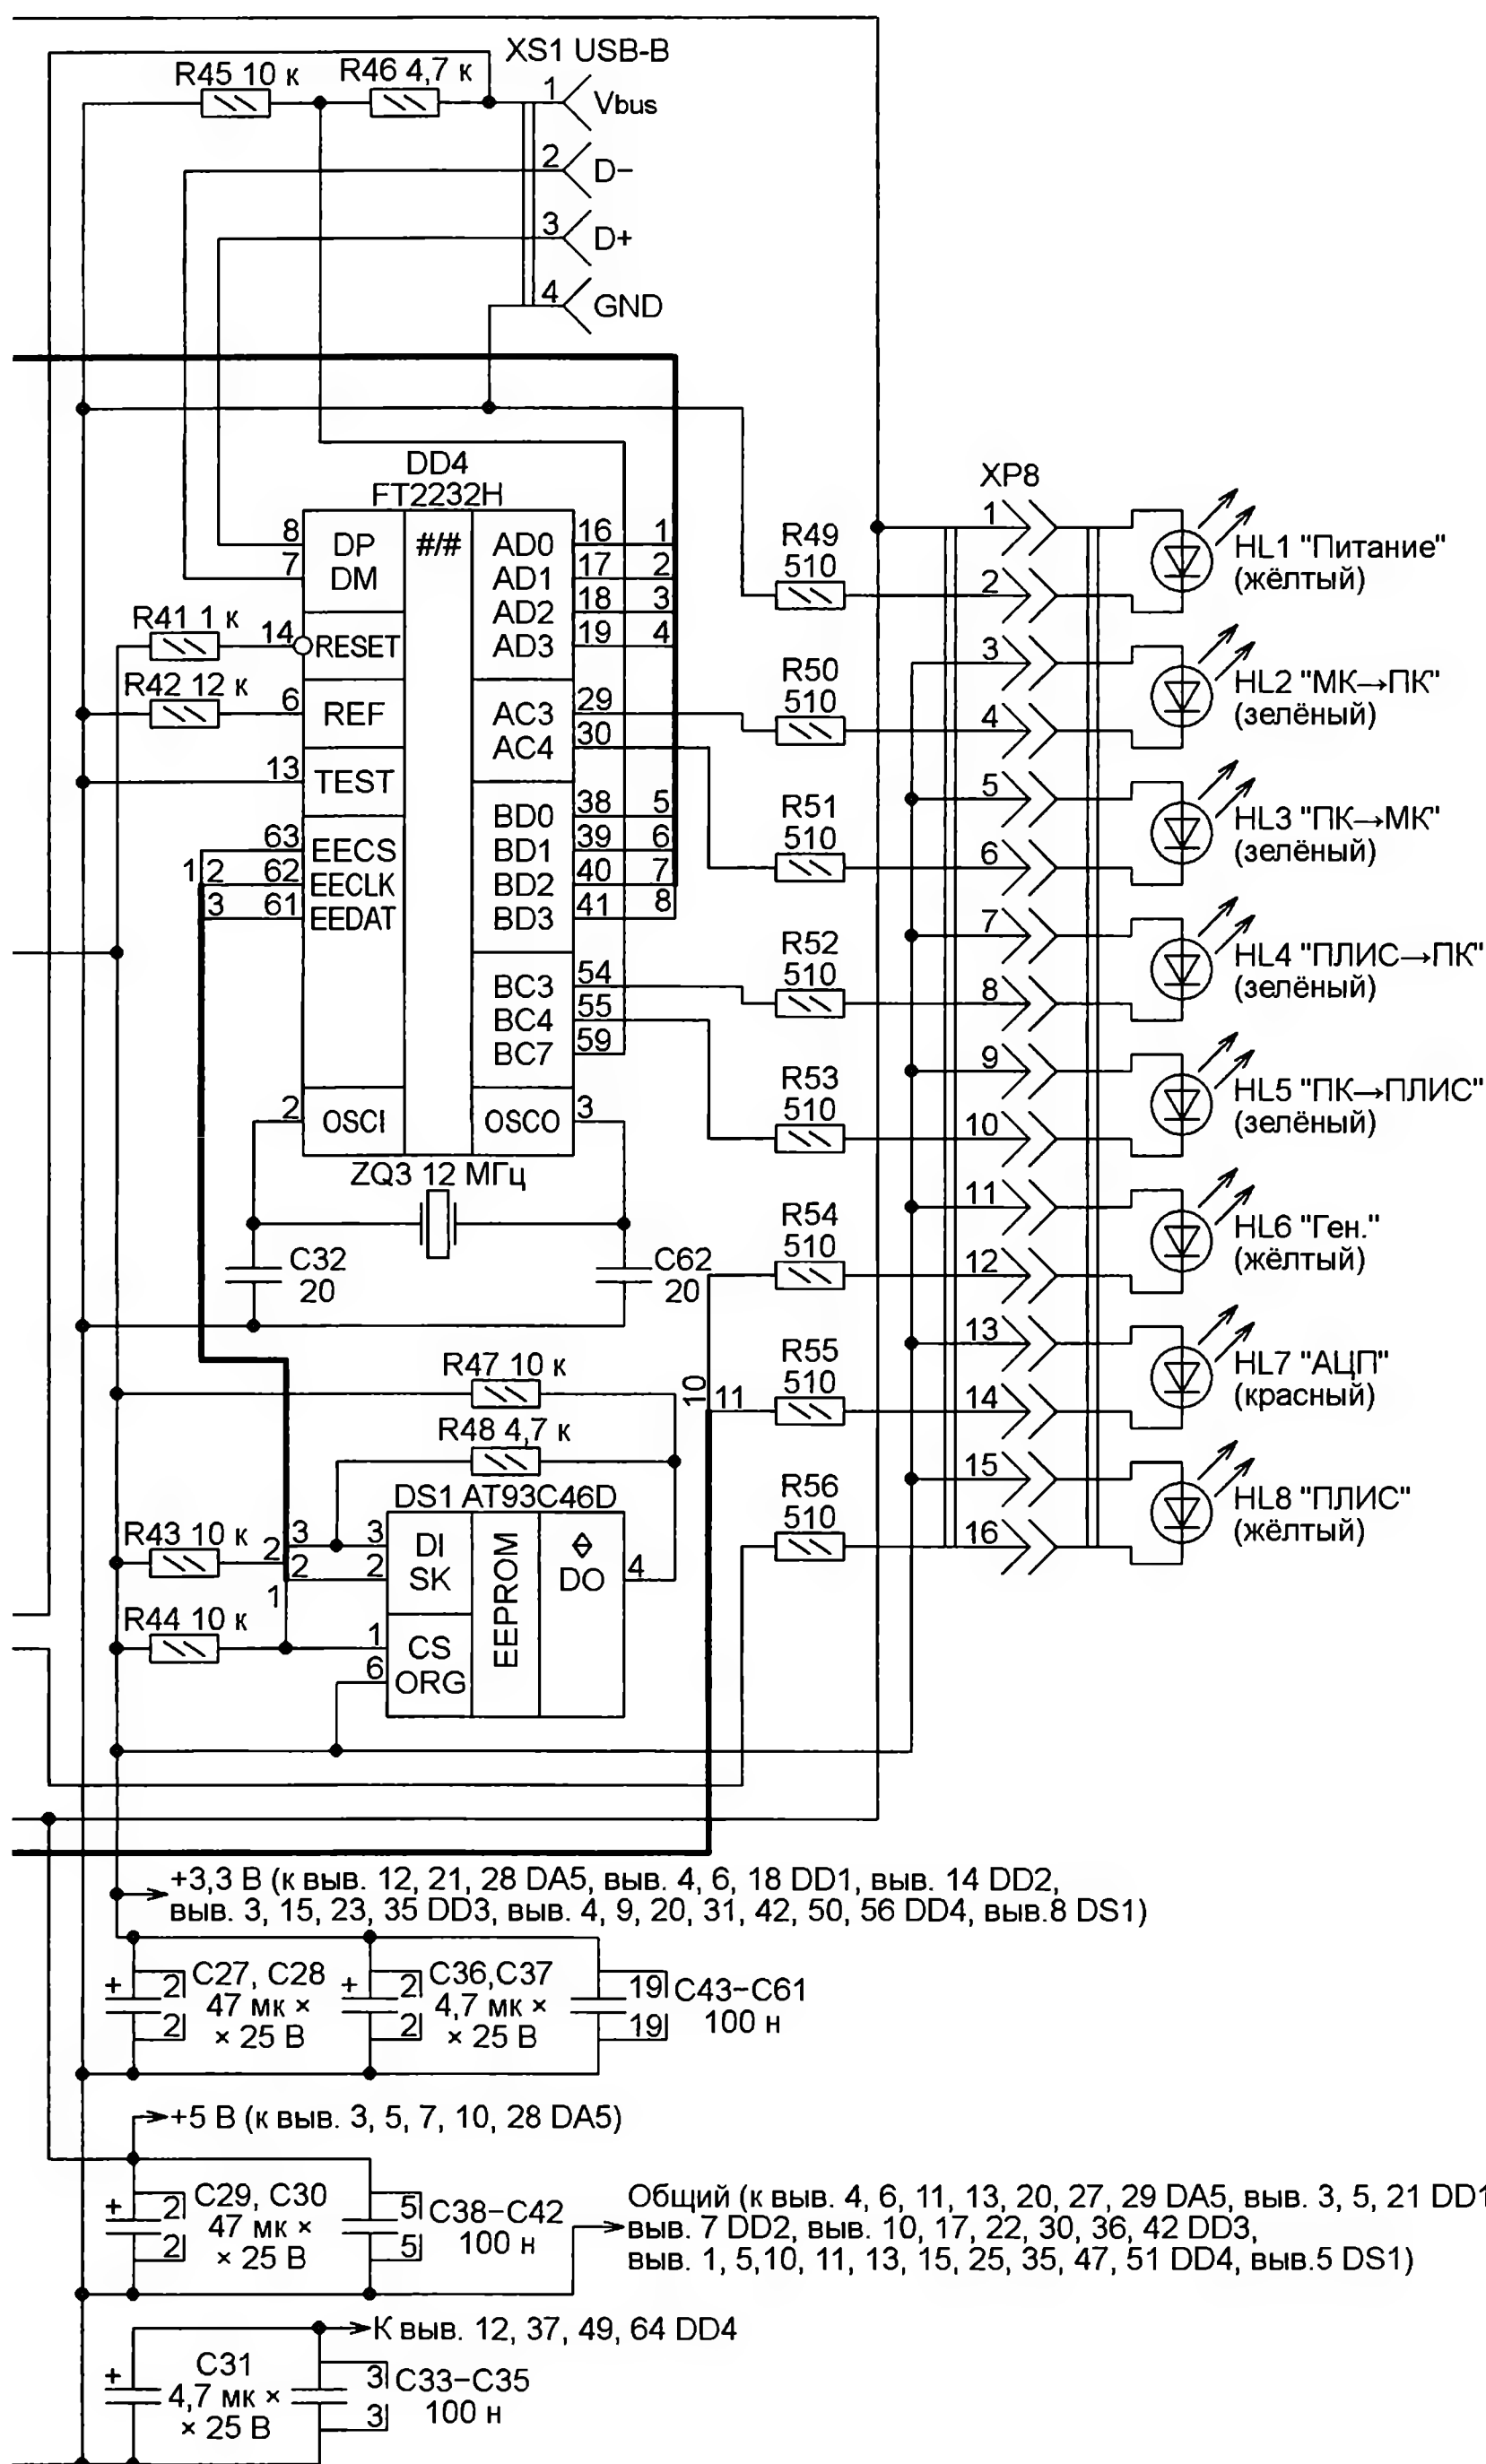 XS1 USB-B
R45 10 к
R46 4,7 к
1
Vbus
2
D−
3
D+
4
GND
DD4
FT2232H
8
DP
7
DM
#/#
R41 1 к
14
RESET
R42 12 к
6
REF
13
TEST
63
EECS
1 2
62
EECLK
3
61
EEDAT
2
OSCI
AD0
16
1
AD1
17
2
AD2
18
3
AD3
19
4
AC3
29
AC4
30
BD0
38
5
BD1
39
6
BD2
40
7
BD3
41
8
BC3
54
BC4
55
BC7
59
OSCO
3
ZQ3 12 МГц
C32
20
C62
20
XP8
R49
510
1
2
HL1 "Питание"
(жёлтый)
R50
510
3
4
HL2 "МК→ПК"
(зелёный)
R51
510
5
6
HL3 "ПК→МК"
(зелёный)
R52
510
7
8
HL4 "ПЛИС→ПК"
(зелёный)
R53
510
9
10
HL5 "ПК→ПЛИС"
(зелёный)
R54
510
11
12
HL6 "Ген."
(жёлтый)
10
11
R55
510
13
14
HL7 "АЦП"
(красный)
R56
510
15
16
HL8 "ПЛИС"
(жёлтый)
R47 10 к
R48 4,7 к
DS1 AT93C46D
R43 10 к
2
3
3
DI
2
2
SK
1
R44 10 к
1
CS
6
ORG
EEPROM
DO
4
+3,3 В (к выв. 12, 21, 28 DA5, выв. 4, 6, 18 DD1, выв. 14 DD2,
выв. 3, 15, 23, 35 DD3, выв. 4, 9, 20, 31, 42, 50, 56 DD4, выв.8 DS1)
+
2
2
C27, C28
47 мк ×
× 25 В
+
2
2
C36,C37
4,7 мк ×
× 25 В
19
19
C43−C61
100 н
+5 В (к выв. 3, 5, 7, 10, 28 DA5)
+
2
2
C29, C30
47 мк ×
× 25 В
5
5
C38−C42
100 н
Общий (к выв. 4, 6, 11, 13, 20, 27, 29 DA5, выв. 3, 5, 21 DD1
выв. 7 DD2, выв. 10, 17, 22, 30, 36, 42 DD3,
выв. 1, 5,10, 11, 13, 15, 25, 35, 47, 51 DD4, выв.5 DS1)
К выв. 12, 37, 49, 64 DD4
+
C31
4,7 мк ×
× 25 В
3
3
C33−C35
100 н